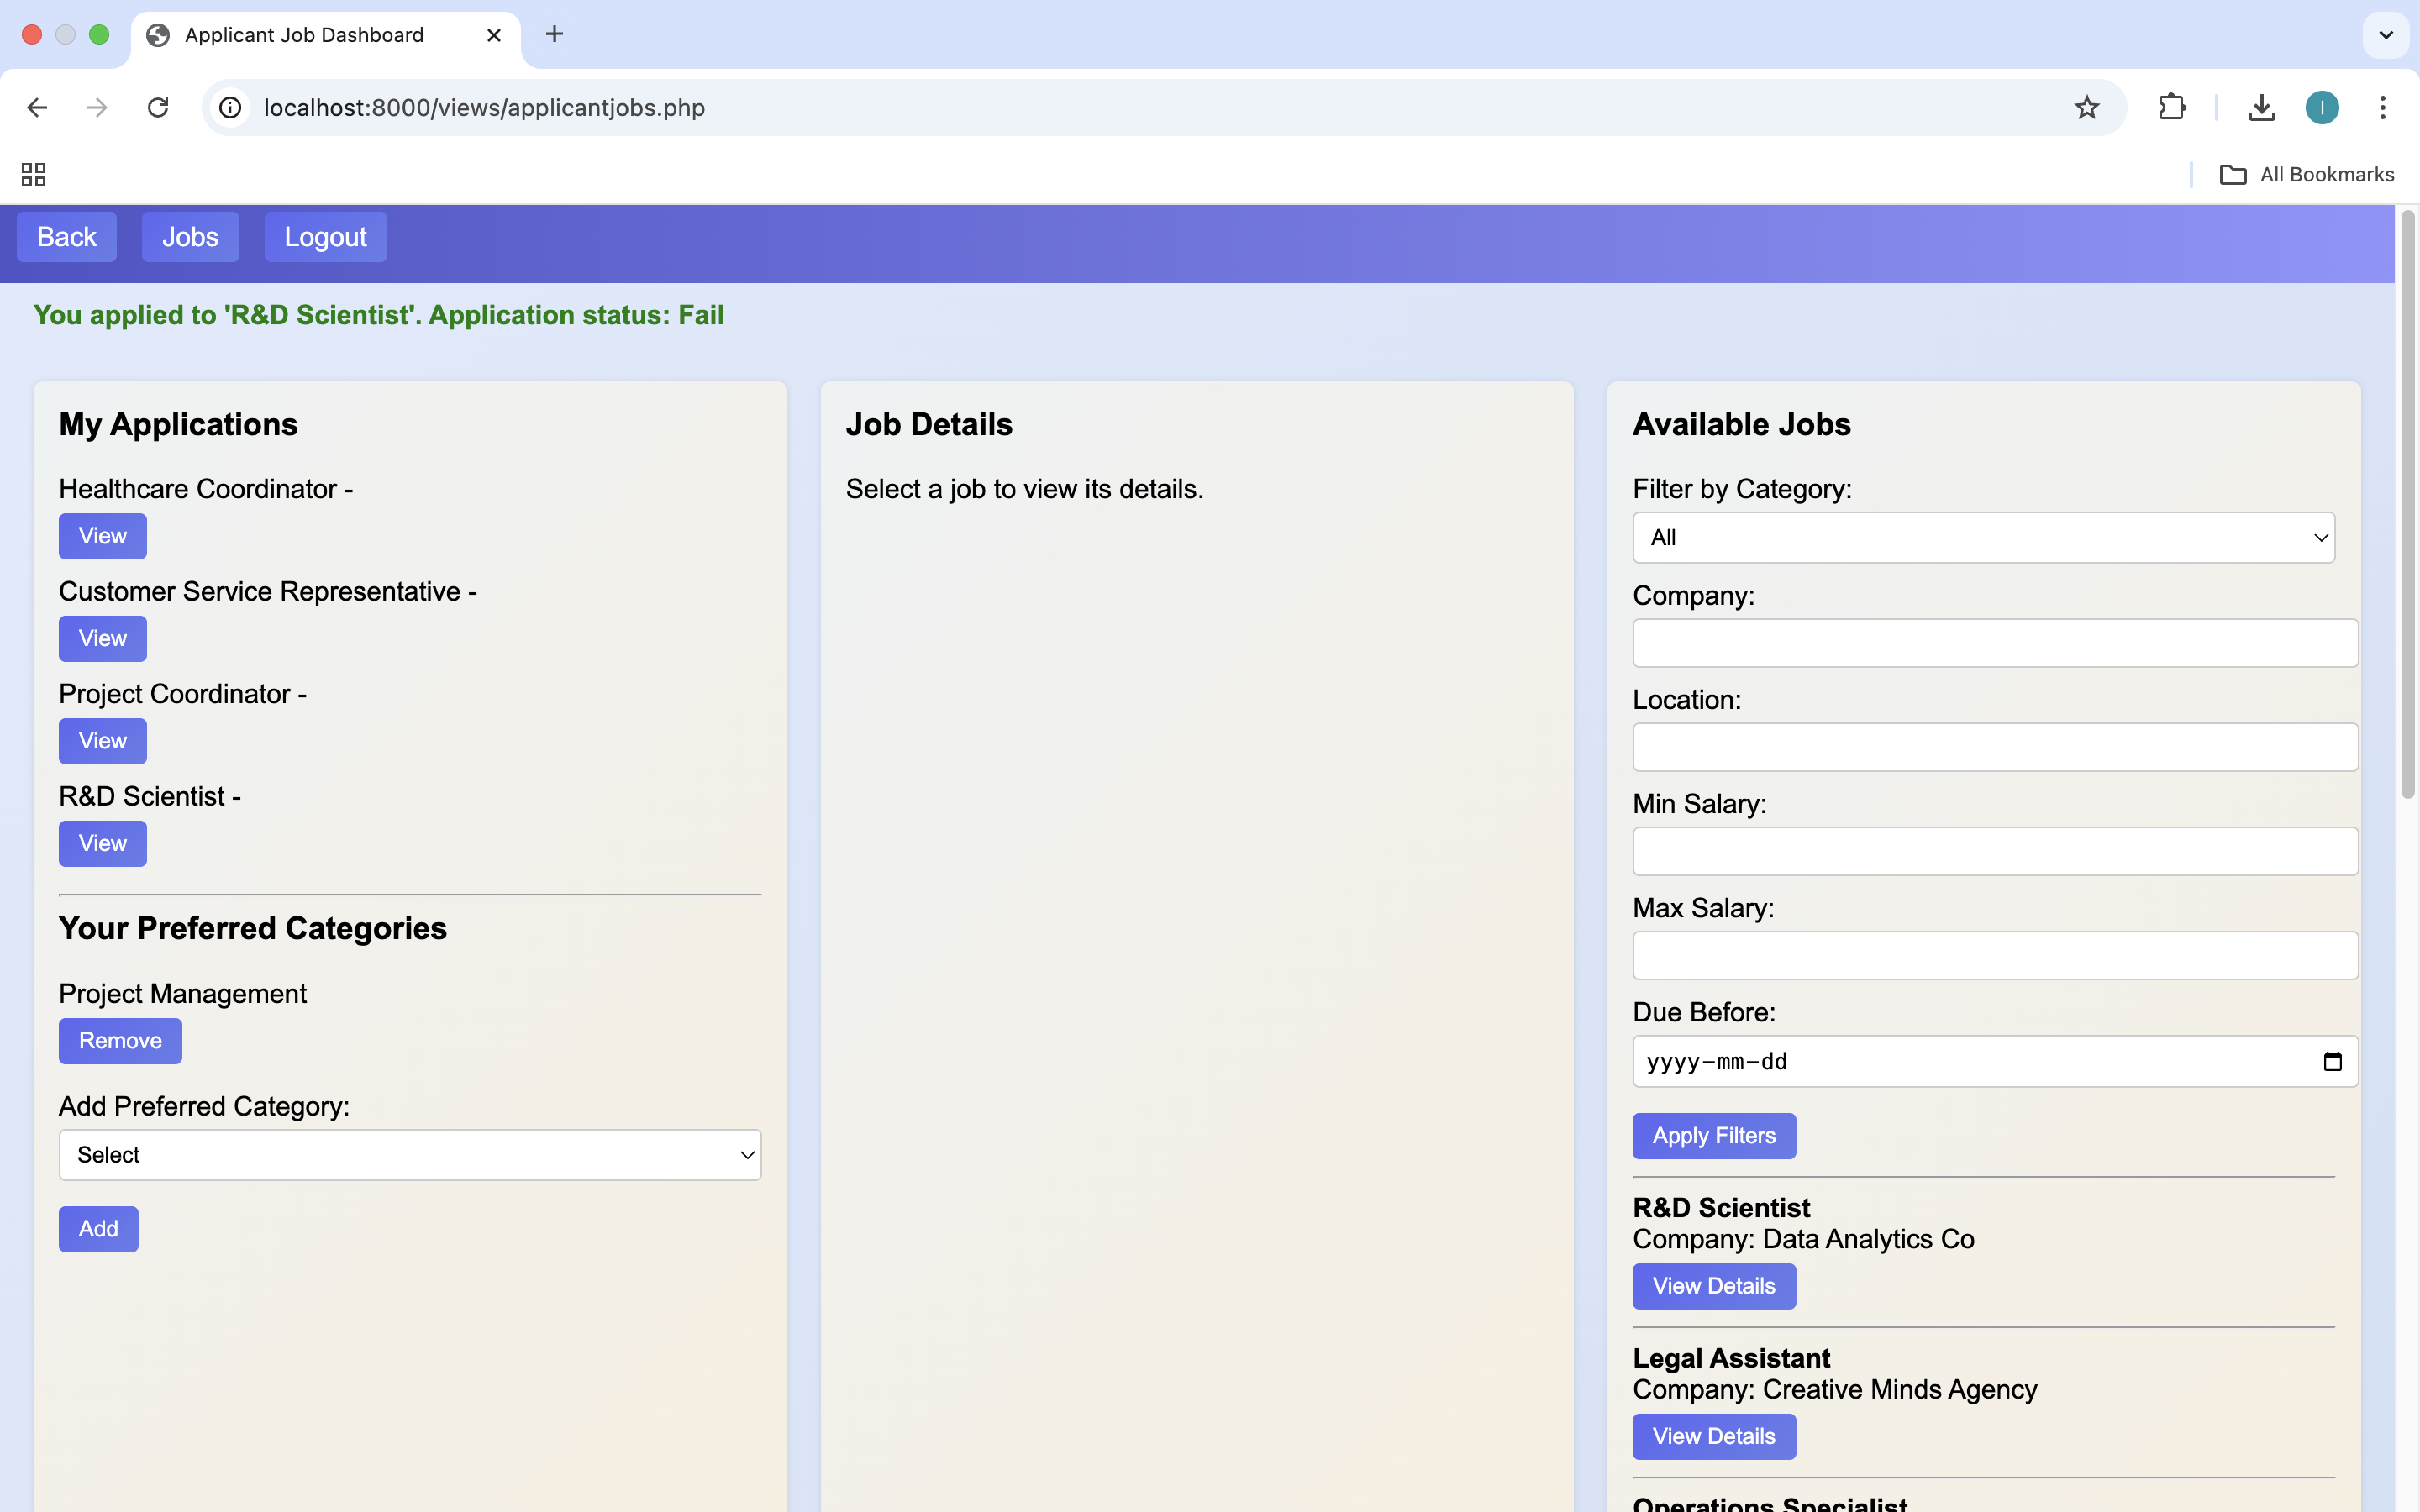 Applicant Job Dashboard
localhost:8000/views/applicantjobs.php
I
All Bookmarks
Back
Jobs
Logout
You applied to 'R&D Scientist'. Application status: Fail
My Applications
Healthcare Coordinator -
View
Customer Service Representative -
View
Project Coordinator -
View
R&D Scientist -
View
Your Preferred Categories
Project Management
Remove
Add Preferred Category:
Select
Add
Job Details
Select a job to view its details.
Available Jobs
Filter by Category:
All
Company:
Location:
Min Salary:
Max Salary:
Due Before:
yyyy-mm-dd
Apply Filters
R&D Scientist
Company: Data Analytics Co
View Details
Legal Assistant
Company: Creative Minds Agency
View Details
Operations Specialist